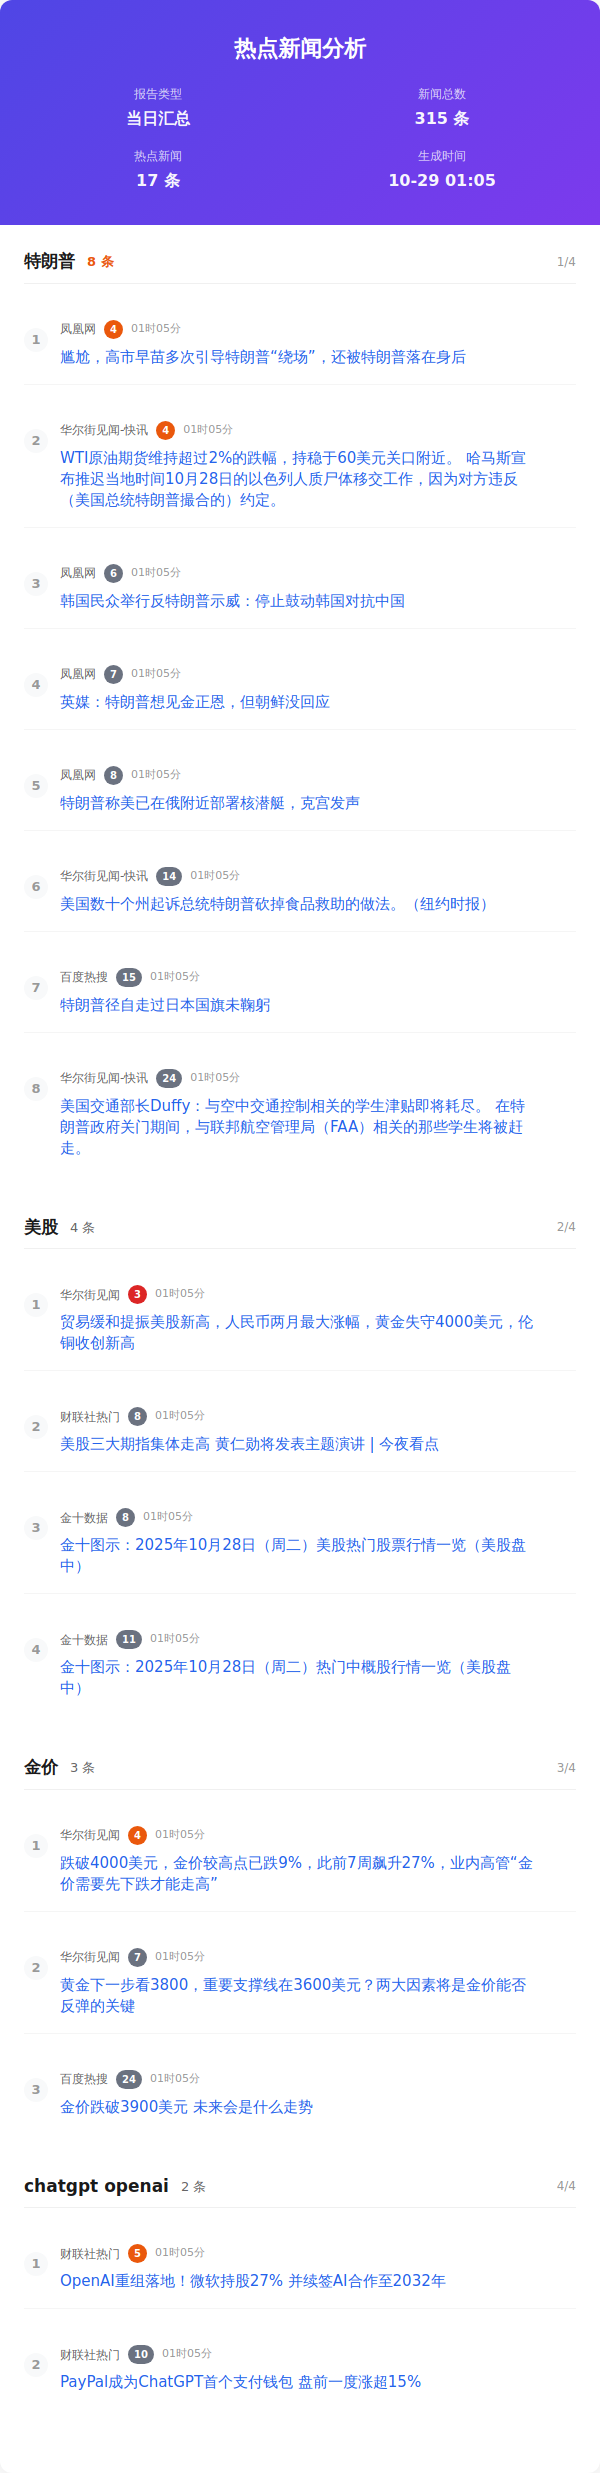 热点新闻分析
报告类型
新闻总数
当日汇总
315 条
热点新闻
生成时间
17 条
10-29 01:05
特朗普 8 条 1/4
1 凤凰网 4 01时05分
尴尬，高市早苗多次引导特朗普“绕场”，还被特朗普落在身后
2 华尔街见闻-快讯 4 01时05分
WTI原油期货维持超过2%的跌幅，持稳于60美元关口附近。 哈马斯宣
布推迟当地时间10月28日的以色列人质尸体移交工作，因为对方违反
（美国总统特朗普撮合的）约定。
3 凤凰网 6 01时05分
韩国民众举行反特朗普示威：停止鼓动韩国对抗中国
4 凤凰网 7 01时05分
英媒：特朗普想见金正恩，但朝鲜没回应
5 凤凰网 8 01时05分
特朗普称美已在俄附近部署核潜艇，克宫发声
6 华尔街见闻-快讯 14 01时05分
美国数十个州起诉总统特朗普砍掉食品救助的做法。（纽约时报）
7 百度热搜 15 01时05分
特朗普径自走过日本国旗未鞠躬
8 华尔街见闻-快讯 24 01时05分
美国交通部长Duffy：与空中交通控制相关的学生津贴即将耗尽。 在特
朗普政府关门期间，与联邦航空管理局（FAA）相关的那些学生将被赶
走。
美股 4 条 2/4
1 华尔街见闻 3 01时05分
贸易缓和提振美股新高，人民币两月最大涨幅，黄金失守4000美元，伦
铜收创新高
2 财联社热门 8 01时05分
美股三大期指集体走高 黄仁勋将发表主题演讲 | 今夜看点
3 金十数据 8 01时05分
金十图示：2025年10月28日（周二）美股热门股票行情一览（美股盘
中）
4 金十数据 11 01时05分
金十图示：2025年10月28日（周二）热门中概股行情一览（美股盘
中）
金价 3 条 3/4
1 华尔街见闻 4 01时05分
跌破4000美元，金价较高点已跌9%，此前7周飙升27%，业内高管“金
价需要先下跌才能走高”
2 华尔街见闻 7 01时05分
黄金下一步看3800，重要支撑线在3600美元？两大因素将是金价能否
反弹的关键
3 百度热搜 24 01时05分
金价跌破3900美元 未来会是什么走势
chatgpt openai 2 条 4/4
1 财联社热门 5 01时05分
OpenAI重组落地！微软持股27% 并续签AI合作至2032年
2 财联社热门 10 01时05分
PayPal成为ChatGPT首个支付钱包 盘前一度涨超15%